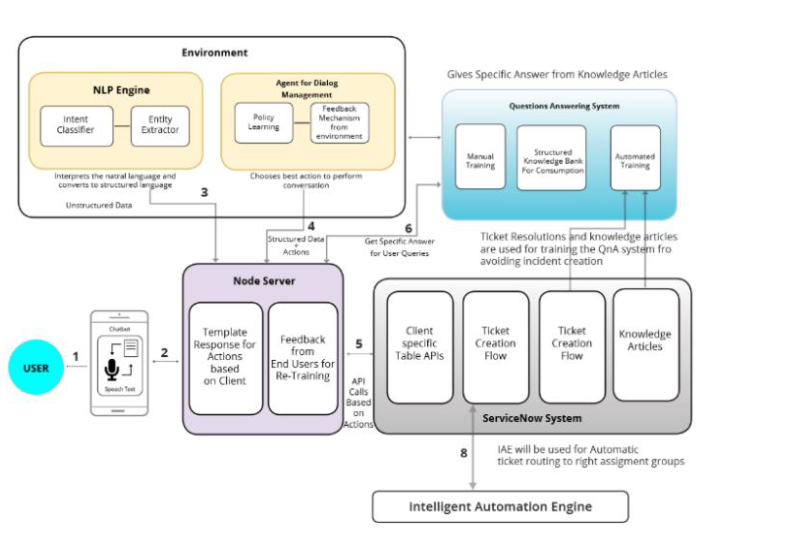 Environment
NLP Engine
Intent
Classifier
Entity
Extractor
Interprets the natral language and
converts to structured language
Agent for Dialog
Management
Policy
Learning
Feedback
Mechanism
from
environment
Chooses best action to perform
conversation
Unstructured Data
3
4
Structured Data
+
Actions
6
Get Specific Answer
for User Queries
Gives Specific Answer from Knowledge Articles
Questions Answering System
Manual
Training
Structured
Knowledge Bank
For Consumption
Automated
Training
Ticket Resolutions and knowledge articles
are used for training the QnA system fro
avoiding incident creation
USER
1
Chatbot
Speech Text
2
Node Server
Template
Response for
Actions
based
on Client
Feedback
from
End Users for
Re-Training
5
API
Calls
Based
on
Actions
Client
specific
Table APIs
Ticket
Creation
Flow
Ticket
Creation
Flow
Knowledge
Articles
ServiceNow System
8
IAE will be used for Automatic
ticket routing to right assigment groups
Intelligent Automation Engine